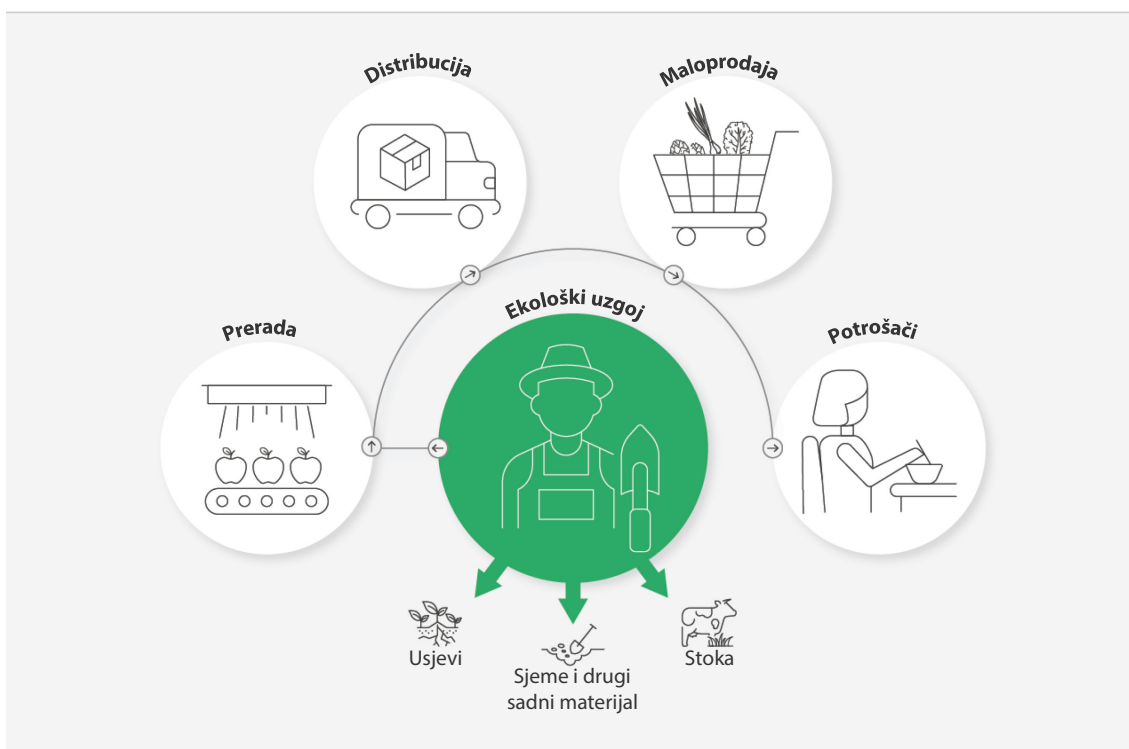 Distribucija
Maloprodaja
Prerada
Ekološki uzgoj
Potrošači
Usjevi
Sjeme i drugi
sadni materijal
Stoka